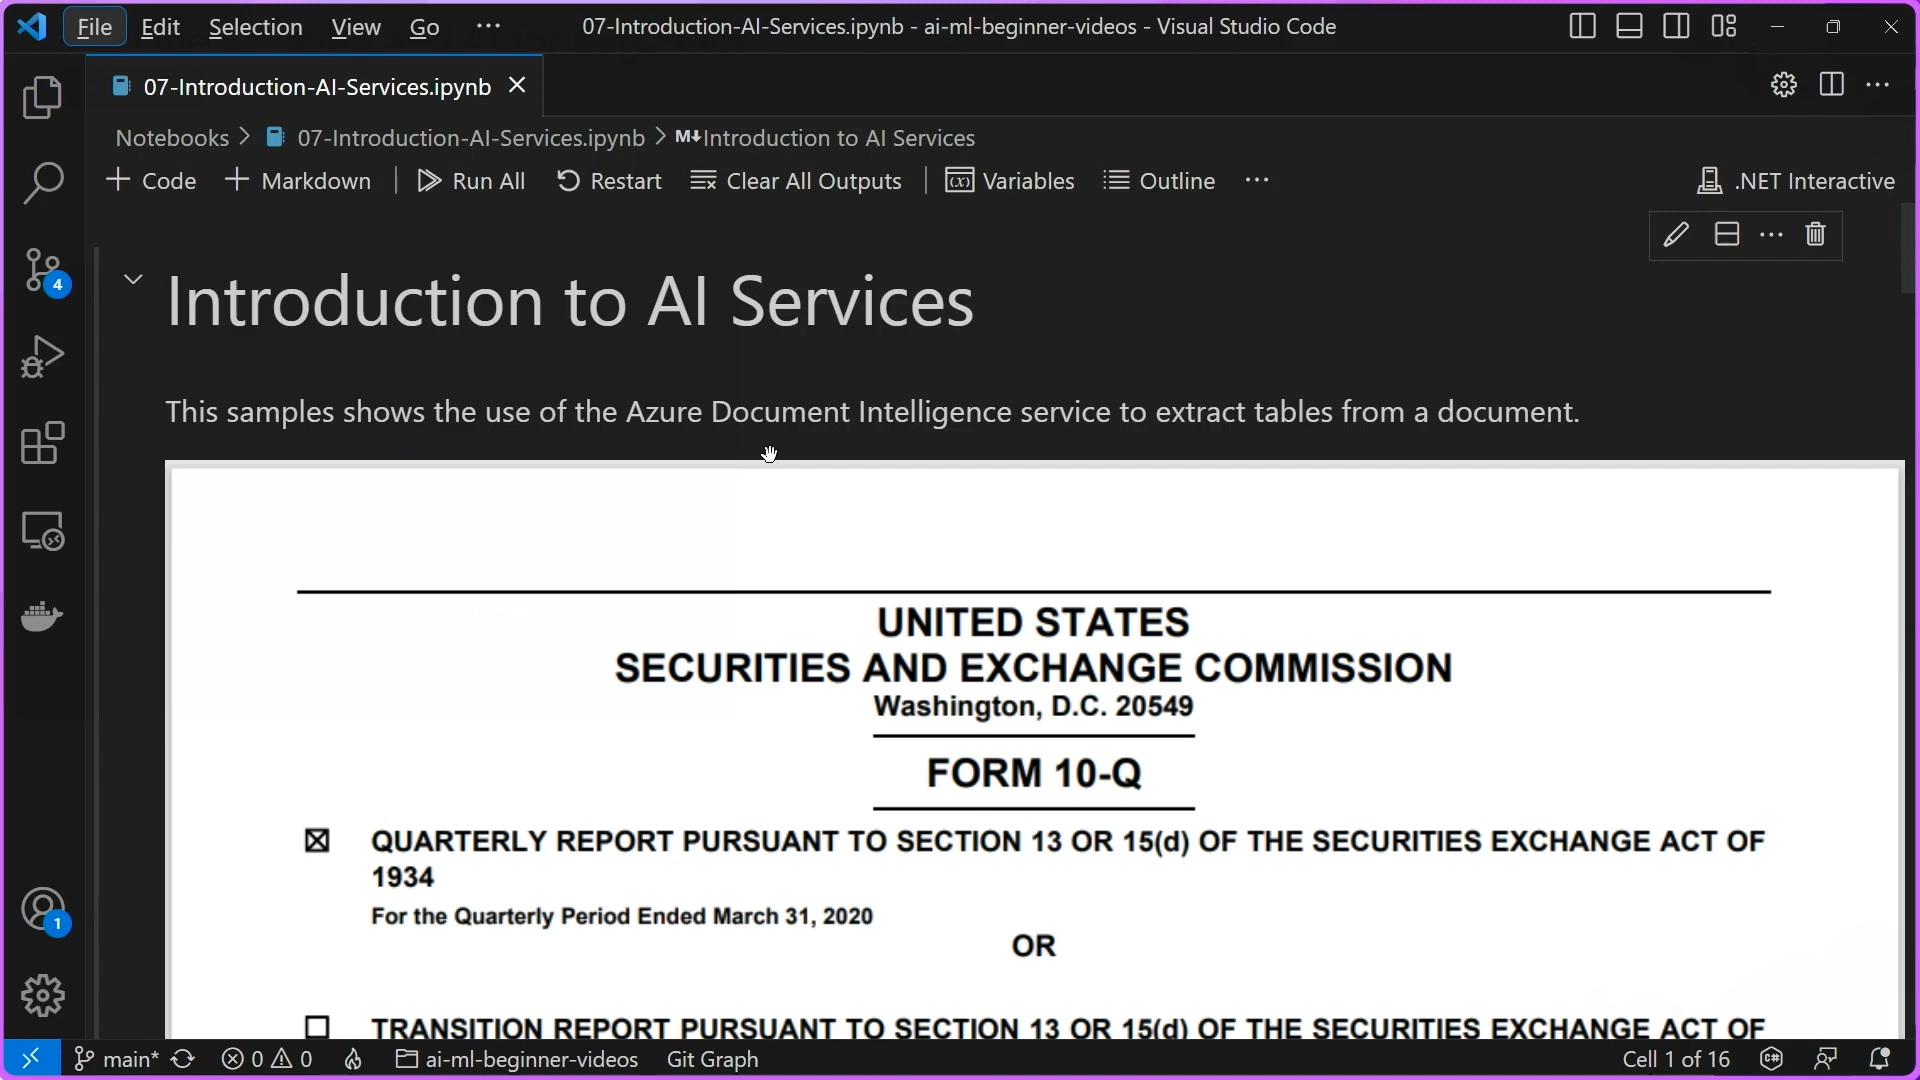 File Edit Selection View Go ··· 07-Introduction-AI-Services.ipynb - ai-ml-beginner-videos - Visual Studio Code
07-Introduction-AI-Services.ipynb
Notebooks > 07-Introduction-AI-Services.ipynb > M↓Introduction to AI Services
+ Code + Markdown | Run All Restart Clear All Outputs | (x) Variables Outline ··· .NET Interactive
Introduction to AI Services
This samples shows the use of the Azure Document Intelligence service to extract tables from a document.
UNITED STATES
SECURITIES AND EXCHANGE COMMISSION
Washington, D.C. 20549
FORM 10-Q
☒ QUARTERLY REPORT PURSUANT TO SECTION 13 OR 15(d) OF THE SECURITIES EXCHANGE ACT OF
1934
For the Quarterly Period Ended March 31, 2020
OR
☐ TRANSITION REPORT PURSUANT TO SECTION 13 OR 15(d) OF THE SECURITIES EXCHANGE ACT OF
4
1
main* 0 0 ai-ml-beginner-videos Git Graph Cell 1 of 16 C#